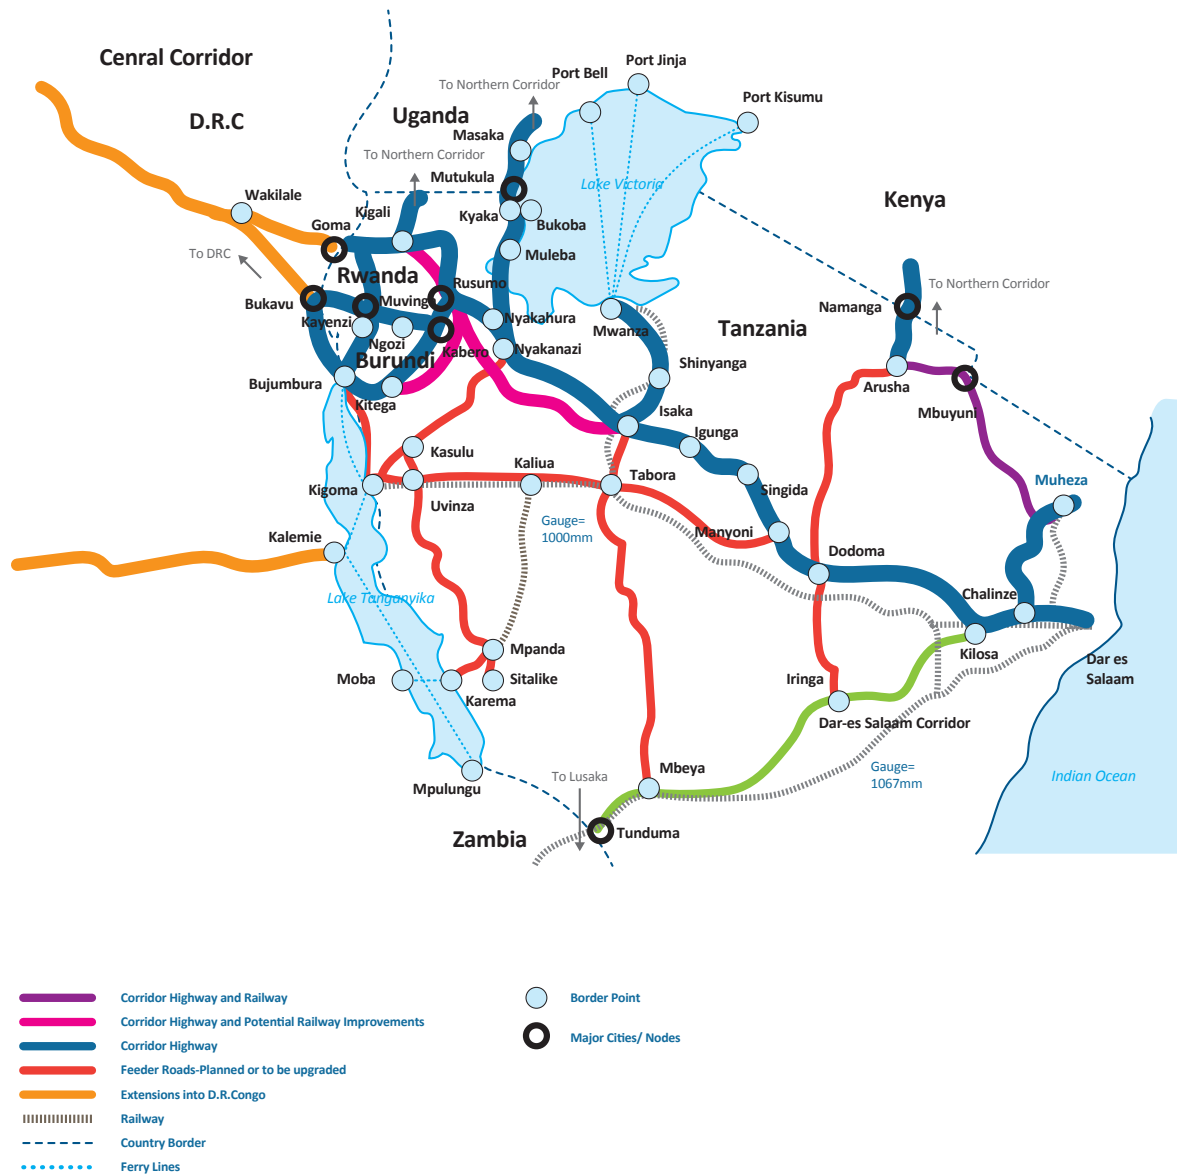 Cenral Corridor
D.R.C
Uganda
To Northern Corridor
Port Bell
Port Jinja
Port Kisumu
Masaka
To Northern Corridor
Mutukula
Lake Victoria
Wakilale
Goma
Kigali
Kyaka
Bukoba
Kenya
To DRC
Muleba
Rwanda
Rusumo
To Northern Corridor
Bukavu
Muvinga
Namanga
Kayenzi
Ngozi
Nyakahura
Mwanza
Tanzania
Burundi
Kabero
Nyakanazi
Shinyanga
Bujumbura
Kitega
Arusha
Mbuyuni
Isaka
Igunga
Kasulu
Kaliua
Tabora
Singida
Muheza
Kigoma
Uvinza
Gauge=
1000mm
Manyoni
Kalemie
Dodoma
Chalinze
Lake Tanganyika
Mpanda
Kilosa
Dar es
Salaam
Moba
Karema
Sitalike
Iringa
Dar-es Salaam Corridor
Mpulungu
To Lusaka
Mbeya
Gauge=
1067mm
Indian Ocean
Zambia
Tunduma
Corridor Highway and Railway
Corridor Highway and Potential Railway Improvements
Corridor Highway
Feeder Roads-Planned or to be upgraded
Extensions into D.R.Congo
Railway
Country Border
Ferry Lines
Border Point
Major Cities/ Nodes